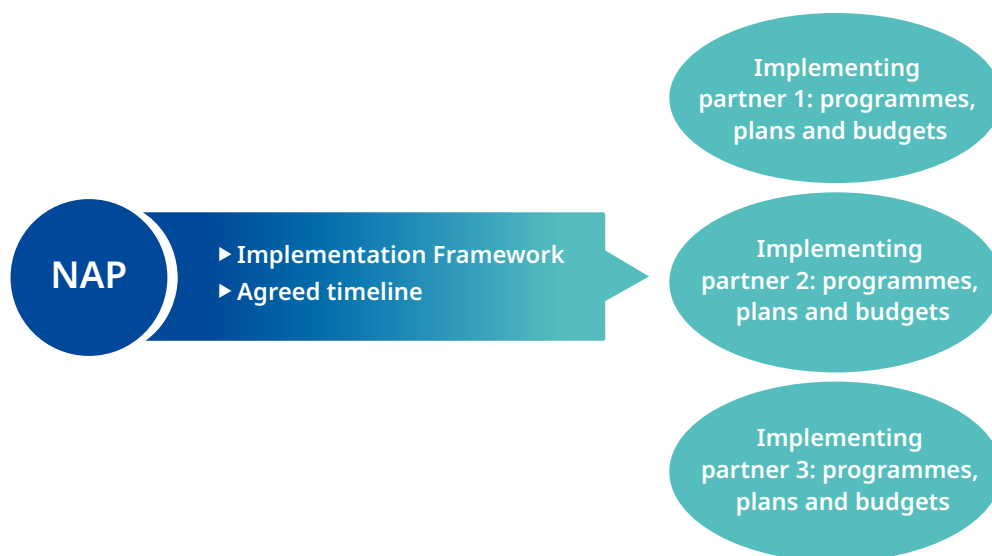 NAP
▶ Implementation Framework
▶ Agreed timeline
Implementing
partner 1: programmes,
plans and budgets
Implementing
partner 2: programmes,
plans and budgets
Implementing
partner 3: programmes,
plans and budgets